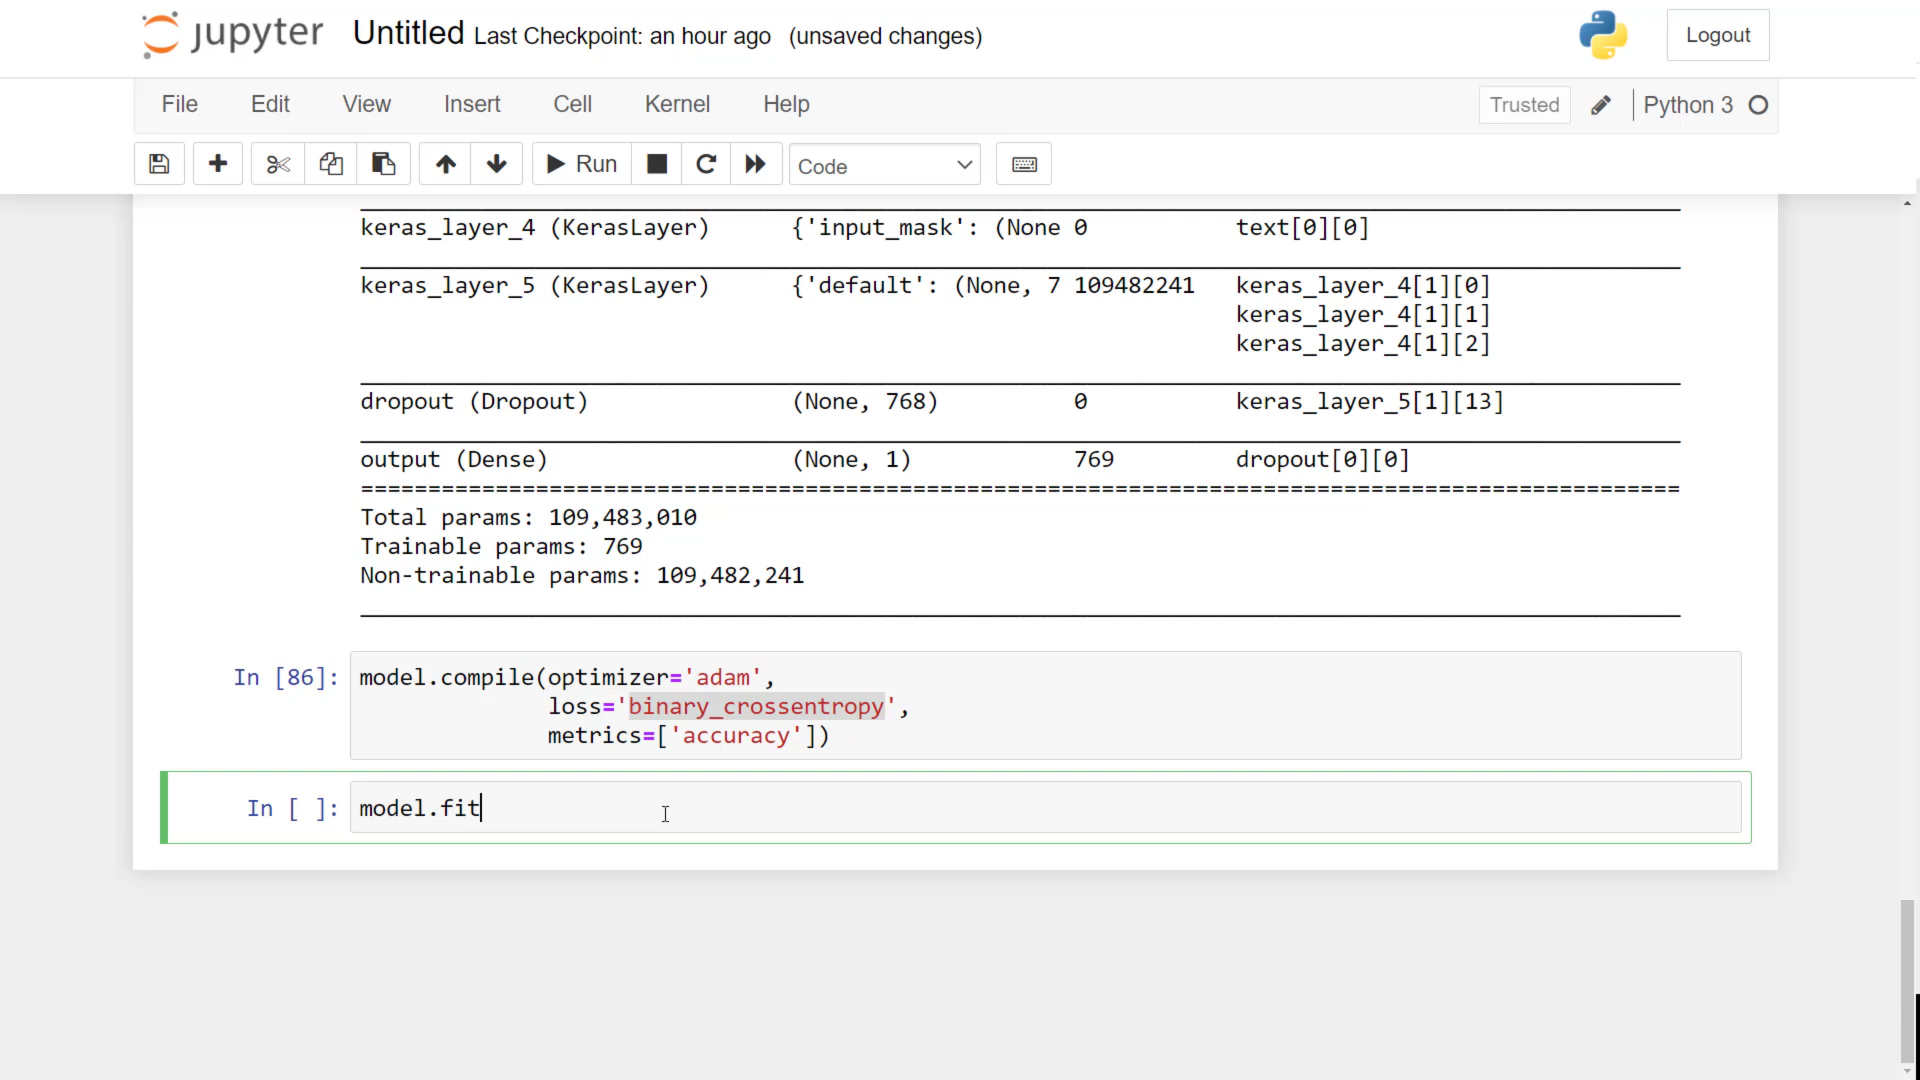 jupyter Untitled Last Checkpoint: an hour ago (unsaved changes) Logout
File Edit View Insert Cell Kernel Help Trusted Python 3
Run Code
keras_layer_4 (KerasLayer) {'input_mask': (None 0 text[0][0]
keras_layer_5 (KerasLayer) {'default': (None, 7 109482241 keras_layer_4[1][0]
keras_layer_4[1][1]
keras_layer_4[1][2]
dropout (Dropout) (None, 768) 0 keras_layer_5[1][13]
output (Dense) (None, 1) 769 dropout[0][0]
==================================================================================================
Total params: 109,483,010
Trainable params: 769
Non-trainable params: 109,482,241
In [86]: model.compile(optimizer='adam',
loss='binary_crossentropy',
metrics=['accuracy'])
In [ ]: model.fit